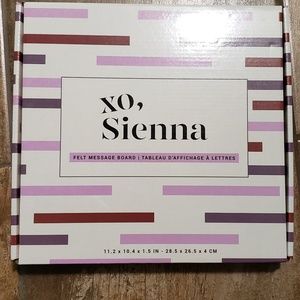 xo,
Sienna
FELT MESSAGE BOARD | TABLEAU D'AFFICHAGE À LETTRES
11.2 x 10.4 x 1.5 IN - 28.5 x 26.5 x 4 CM